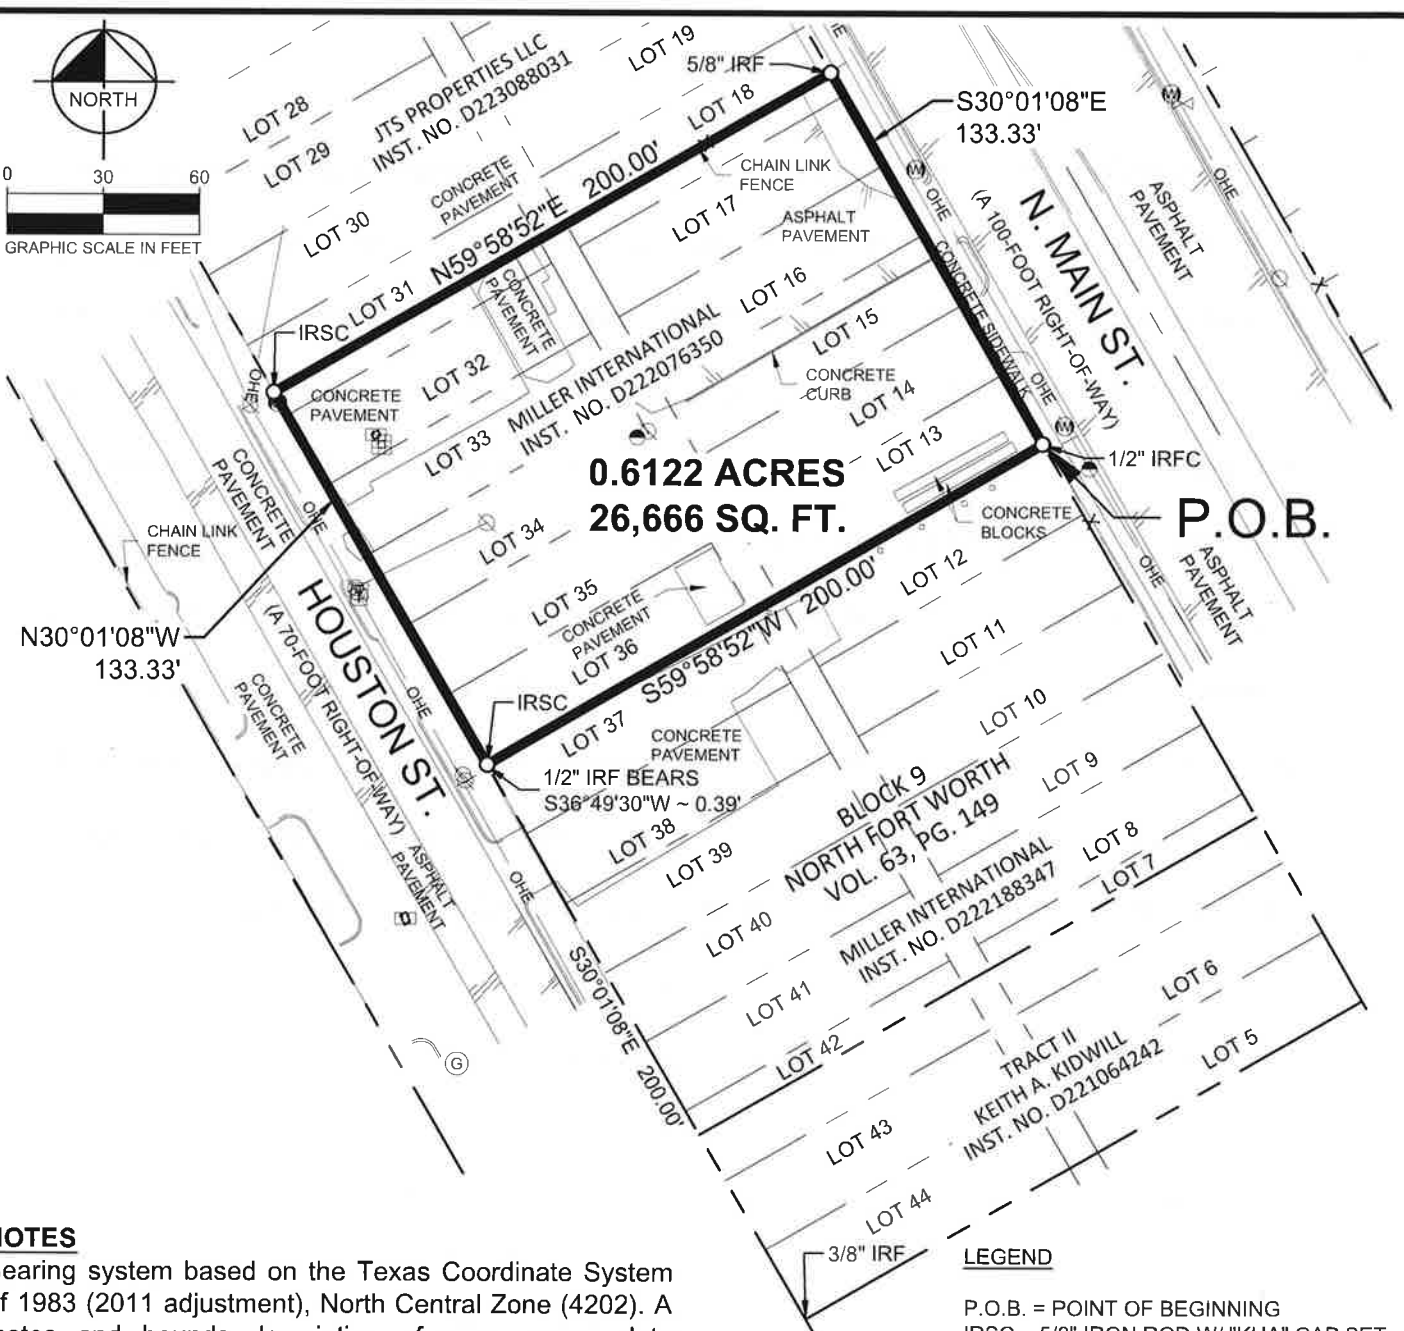 NORTH
0 30 60
GRAPHIC SCALE IN FEET
LOT 28
LOT 29
LOT 30
JTS PROPERTIES LLC
INST. NO. D223088031
LOT 19
5/8" IRF
LOT 18
S30°01'08"E
133.33'
CONCRETE
PAVEMENT
N59°58'52"E 200.00'
CHAIN LINK
FENCE
LOT 17
ASPHALT
PAVEMENT
OHE
OHE
OHE
W
W
N. MAIN ST.
(A 100-FOOT RIGHT-OF-WAY)
ASPHALT
PAVEMENT
CONCRETE SIDEWALK
LOT 31
IRSC
CONCRETE
PAVEMENT
LOT 16
LOT 15
LOT 32
MILLER INTERNATIONAL
INST. NO. D222076350
CONCRETE
CURB
LOT 14
OHE
W
OHE
CONCRETE
PAVEMENT
LOT 33
LOT 13
0.6122 ACRES
26,666 SQ. FT.
1/2" IRFC
P.O.B.
CONCRETE
BLOCKS
CONCRETE
PAVEMENT
OHE
CHAIN LINK
FENCE
LOT 34
LOT 12
OHE
ASPHALT
PAVEMENT
LOT 35
CONCRETE
PAVEMENT
LOT 36
S59°58'52"W 200.00'
LOT 11
N30°01'08"W
133.33'
HOUSTON ST.
(A 70-FOOT RIGHT-OF-WAY)
CONCRETE
PAVEMENT
OHE
IRSC
LOT 37
CONCRETE
PAVEMENT
LOT 10
1/2" IRF BEARS
S36°49'30"W ~ 0.39'
BLOCK 9
NORTH FORT WORTH
VOL. 63, PG. 149
LOT 9
LOT 38
LOT 39
LOT 8
LOT 7
ASPHALT
PAVEMENT
OHE
LOT 40
MILLER INTERNATIONAL
INST. NO. D222188347
S30°01'08"E 200.00'
LOT 41
LOT 42
LOT 6
LOT 5
G
TRACT II
KEITH A. KIDWILL
INST. NO. D221064242
LOT 43
LOT 44
3/8" IRF
NOTES
earing system based on the Texas Coordinate System
f 1983 (2011 adjustment), North Central Zone (4202). A
LEGEND
P.O.B. = POINT OF BEGINNING